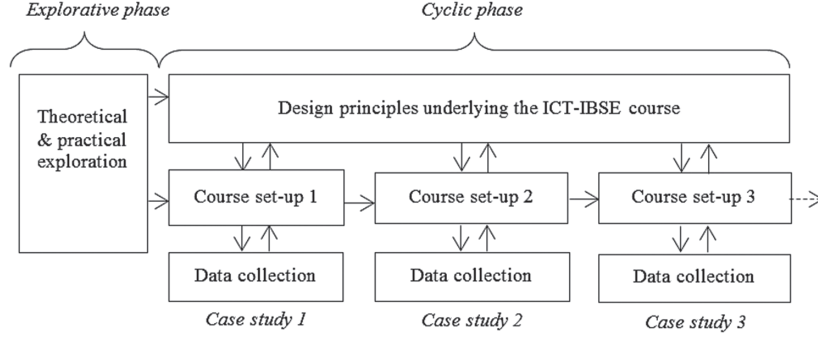 Explorative phase
Cyclic phase
Theoretical
& practical
exploration
Design principles underlying the ICT-IBSE course
Course set-up 1
Course set-up 2
Course set-up 3
Data collection
Data collection
Data collection
Case study 1
Case study 2
Case study 3